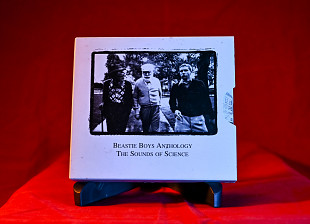 Beastie Boys Anthology
The Sounds of Science